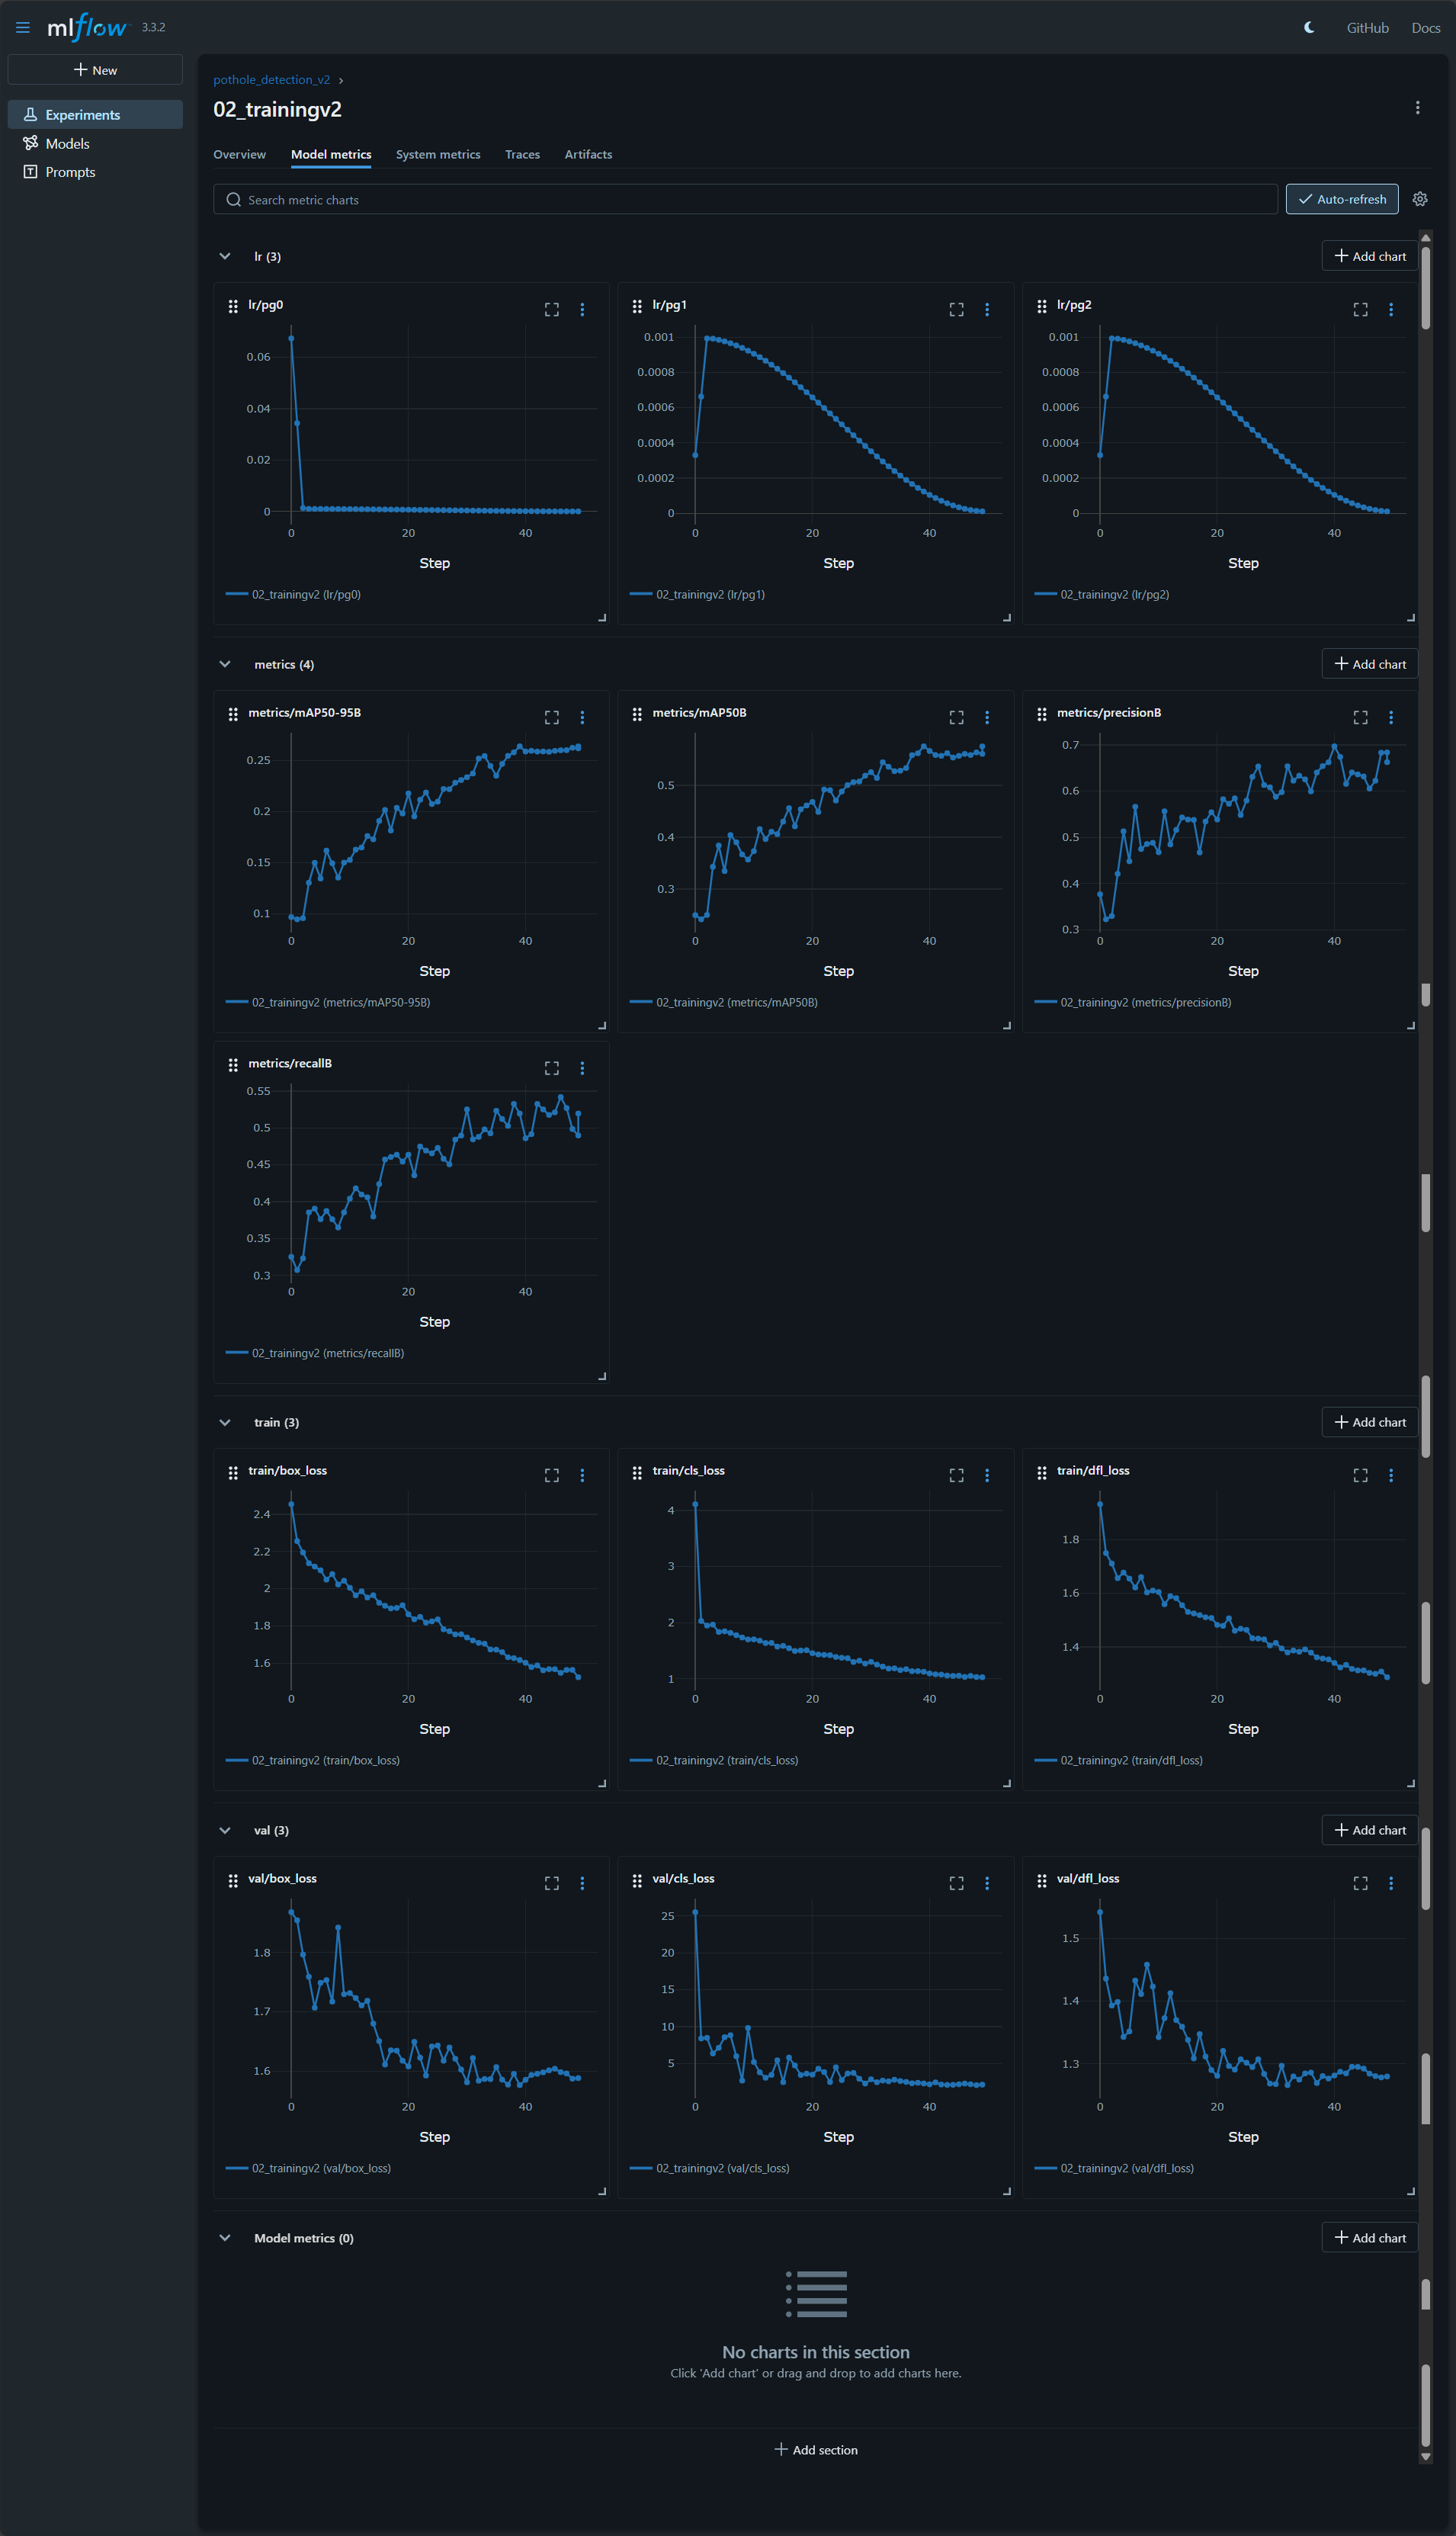 mlflow 3.3.2
GitHub Docs
New
Experiments
Models
Prompts
pothole_detection_v2
02_trainingv2
Overview Model metrics System metrics Traces Artifacts
Search metric charts
Auto-refresh
lr (3)
Add chart
lr/pg0
0.06
0.04
0.02
0
0 20 40
Step
02_trainingv2 (lr/pg0)
lr/pg1
0.001
0.0008
0.0006
0.0004
0.0002
0
0 20 40
Step
02_trainingv2 (lr/pg1)
lr/pg2
0.001
0.0008
0.0006
0.0004
0.0002
0
0 20 40
Step
02_trainingv2 (lr/pg2)
metrics (4)
Add chart
metrics/mAP50-95B
0.25
0.2
0.15
0.1
0 20 40
Step
02_trainingv2 (metrics/mAP50-95B)
metrics/mAP50B
0.5
0.4
0.3
0 20 40
Step
02_trainingv2 (metrics/mAP50B)
metrics/precisionB
0.7
0.6
0.5
0.4
0.3
0 20 40
Step
02_trainingv2 (metrics/precisionB)
metrics/recallB
0.55
0.5
0.45
0.4
0.35
0.3
0 20 40
Step
02_trainingv2 (metrics/recallB)
train (3)
Add chart
train/box_loss
2.4
2.2
2
1.8
1.6
0 20 40
Step
02_trainingv2 (train/box_loss)
train/cls_loss
4
3
2
1
0 20 40
Step
02_trainingv2 (train/cls_loss)
train/dfl_loss
1.8
1.6
1.4
0 20 40
Step
02_trainingv2 (train/dfl_loss)
val (3)
Add chart
val/box_loss
1.8
1.7
1.6
0 20 40
Step
02_trainingv2 (val/box_loss)
val/cls_loss
25
20
15
10
5
0 20 40
Step
02_trainingv2 (val/cls_loss)
val/dfl_loss
1.5
1.4
1.3
0 20 40
Step
02_trainingv2 (val/dfl_loss)
Model metrics (0)
Add chart
No charts in this section
Click 'Add chart' or drag and drop to add charts here.
Add section